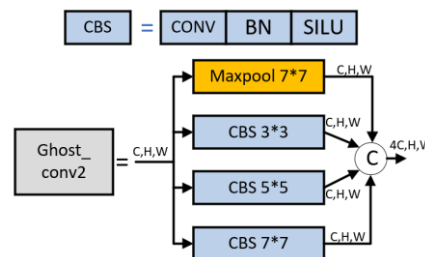 CBS = CONV BN SILU
Maxpool 7*7
C,H,W
CBS 3*3
C,H,W
Ghost_
conv2
=
C,H,W
C
4C,H,W
CBS 5*5
C,H,W
CBS 7*7
C,H,W